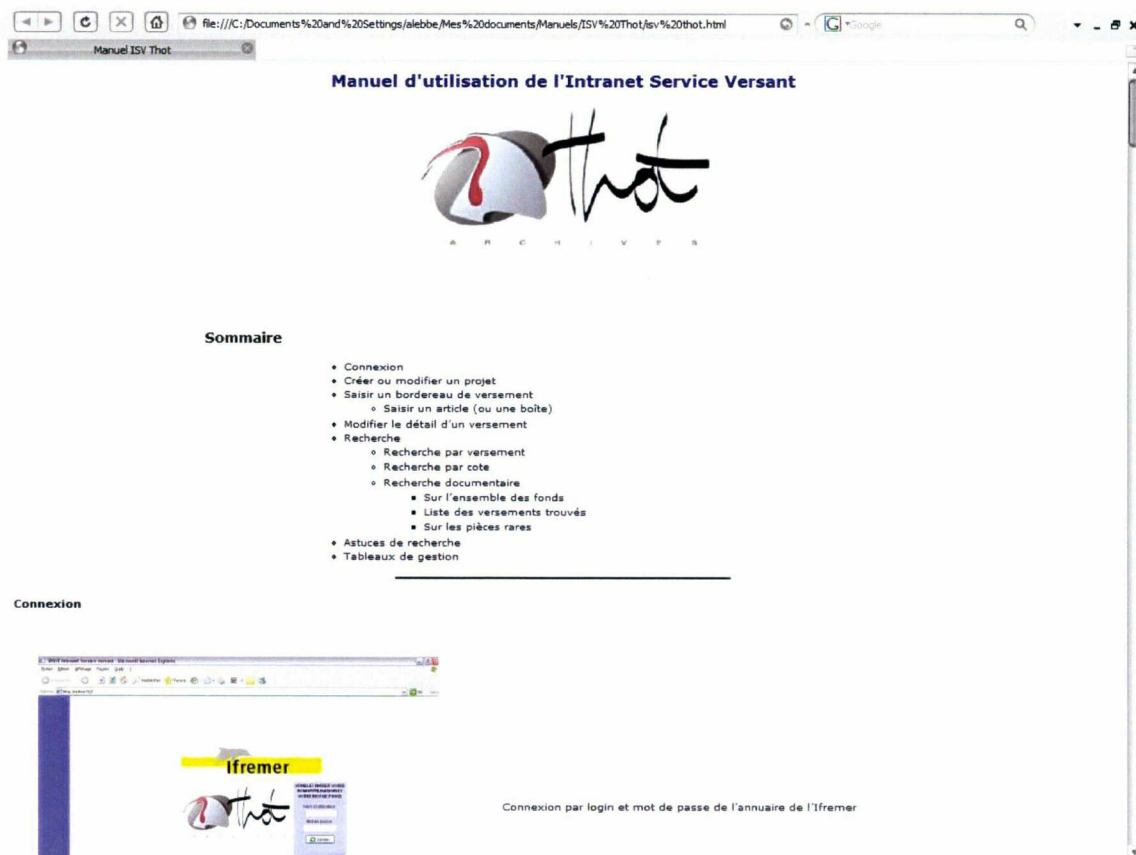 file:///C:/Documents%20and%20Settings/alebbe/Mes%20documents/Manuels/ISV%20Thot/isv%20thot.html
Google
Manuel ISV Thot
Manuel d'utilisation de l'Intranet Service Versant
Thot
ARCHIVES
Sommaire
Connexion
Créer ou modifier un projet
Saisir un bordereau de versement
Saisir un article (ou une boîte)
Modifier le détail d'un versement
Recherche
Recherche par versement
Recherche par cote
Recherche documentaire
Sur l'ensemble des fonds
Liste des versements trouvés
Sur les pièces rares
Astuces de recherche
Tableaux de gestion
Connexion
Ifremer
Thot
Connexion par login et mot de passe de l'annuaire de l'Ifremer